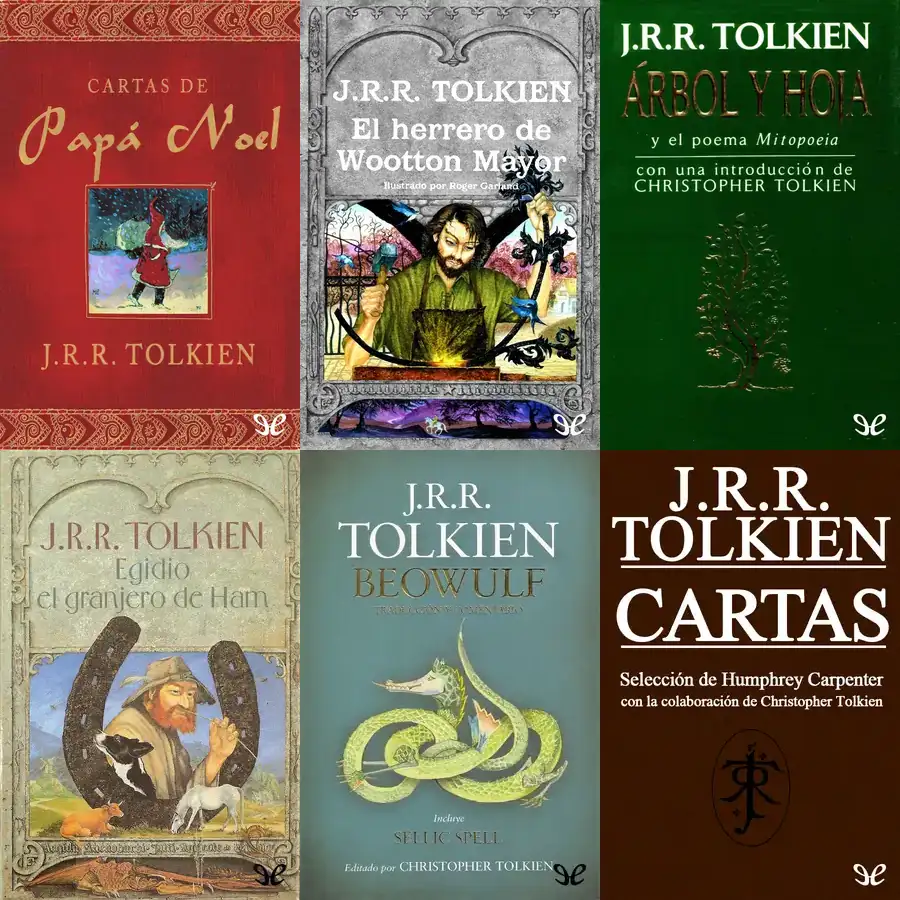 CARTAS DE
Papá Noel
J.R.R. TOLKIEN
J.R.R. TOLKIEN
El herrero de
Wootton Mayor
Ilustrado por Roger Garland
J.R.R. TOLKIEN
ÁRBOL Y HOJA
y el poema Mitopoeia
con una introducción de
CHRISTOPHER TOLKIEN
J.R.R. TOLKIEN
Egidio
el granjero de Ham
J.R.R.
TOLKIEN
BEOWULF
TRADUCCIÓN Y COMENTARIO
Incluye
SELLIC SPELL
Editado por CHRISTOPHER TOLKIEN
J.R.R.
TOLKIEN
CARTAS
Selección de Humphrey Carpenter
con la colaboración de Christopher Tolkien